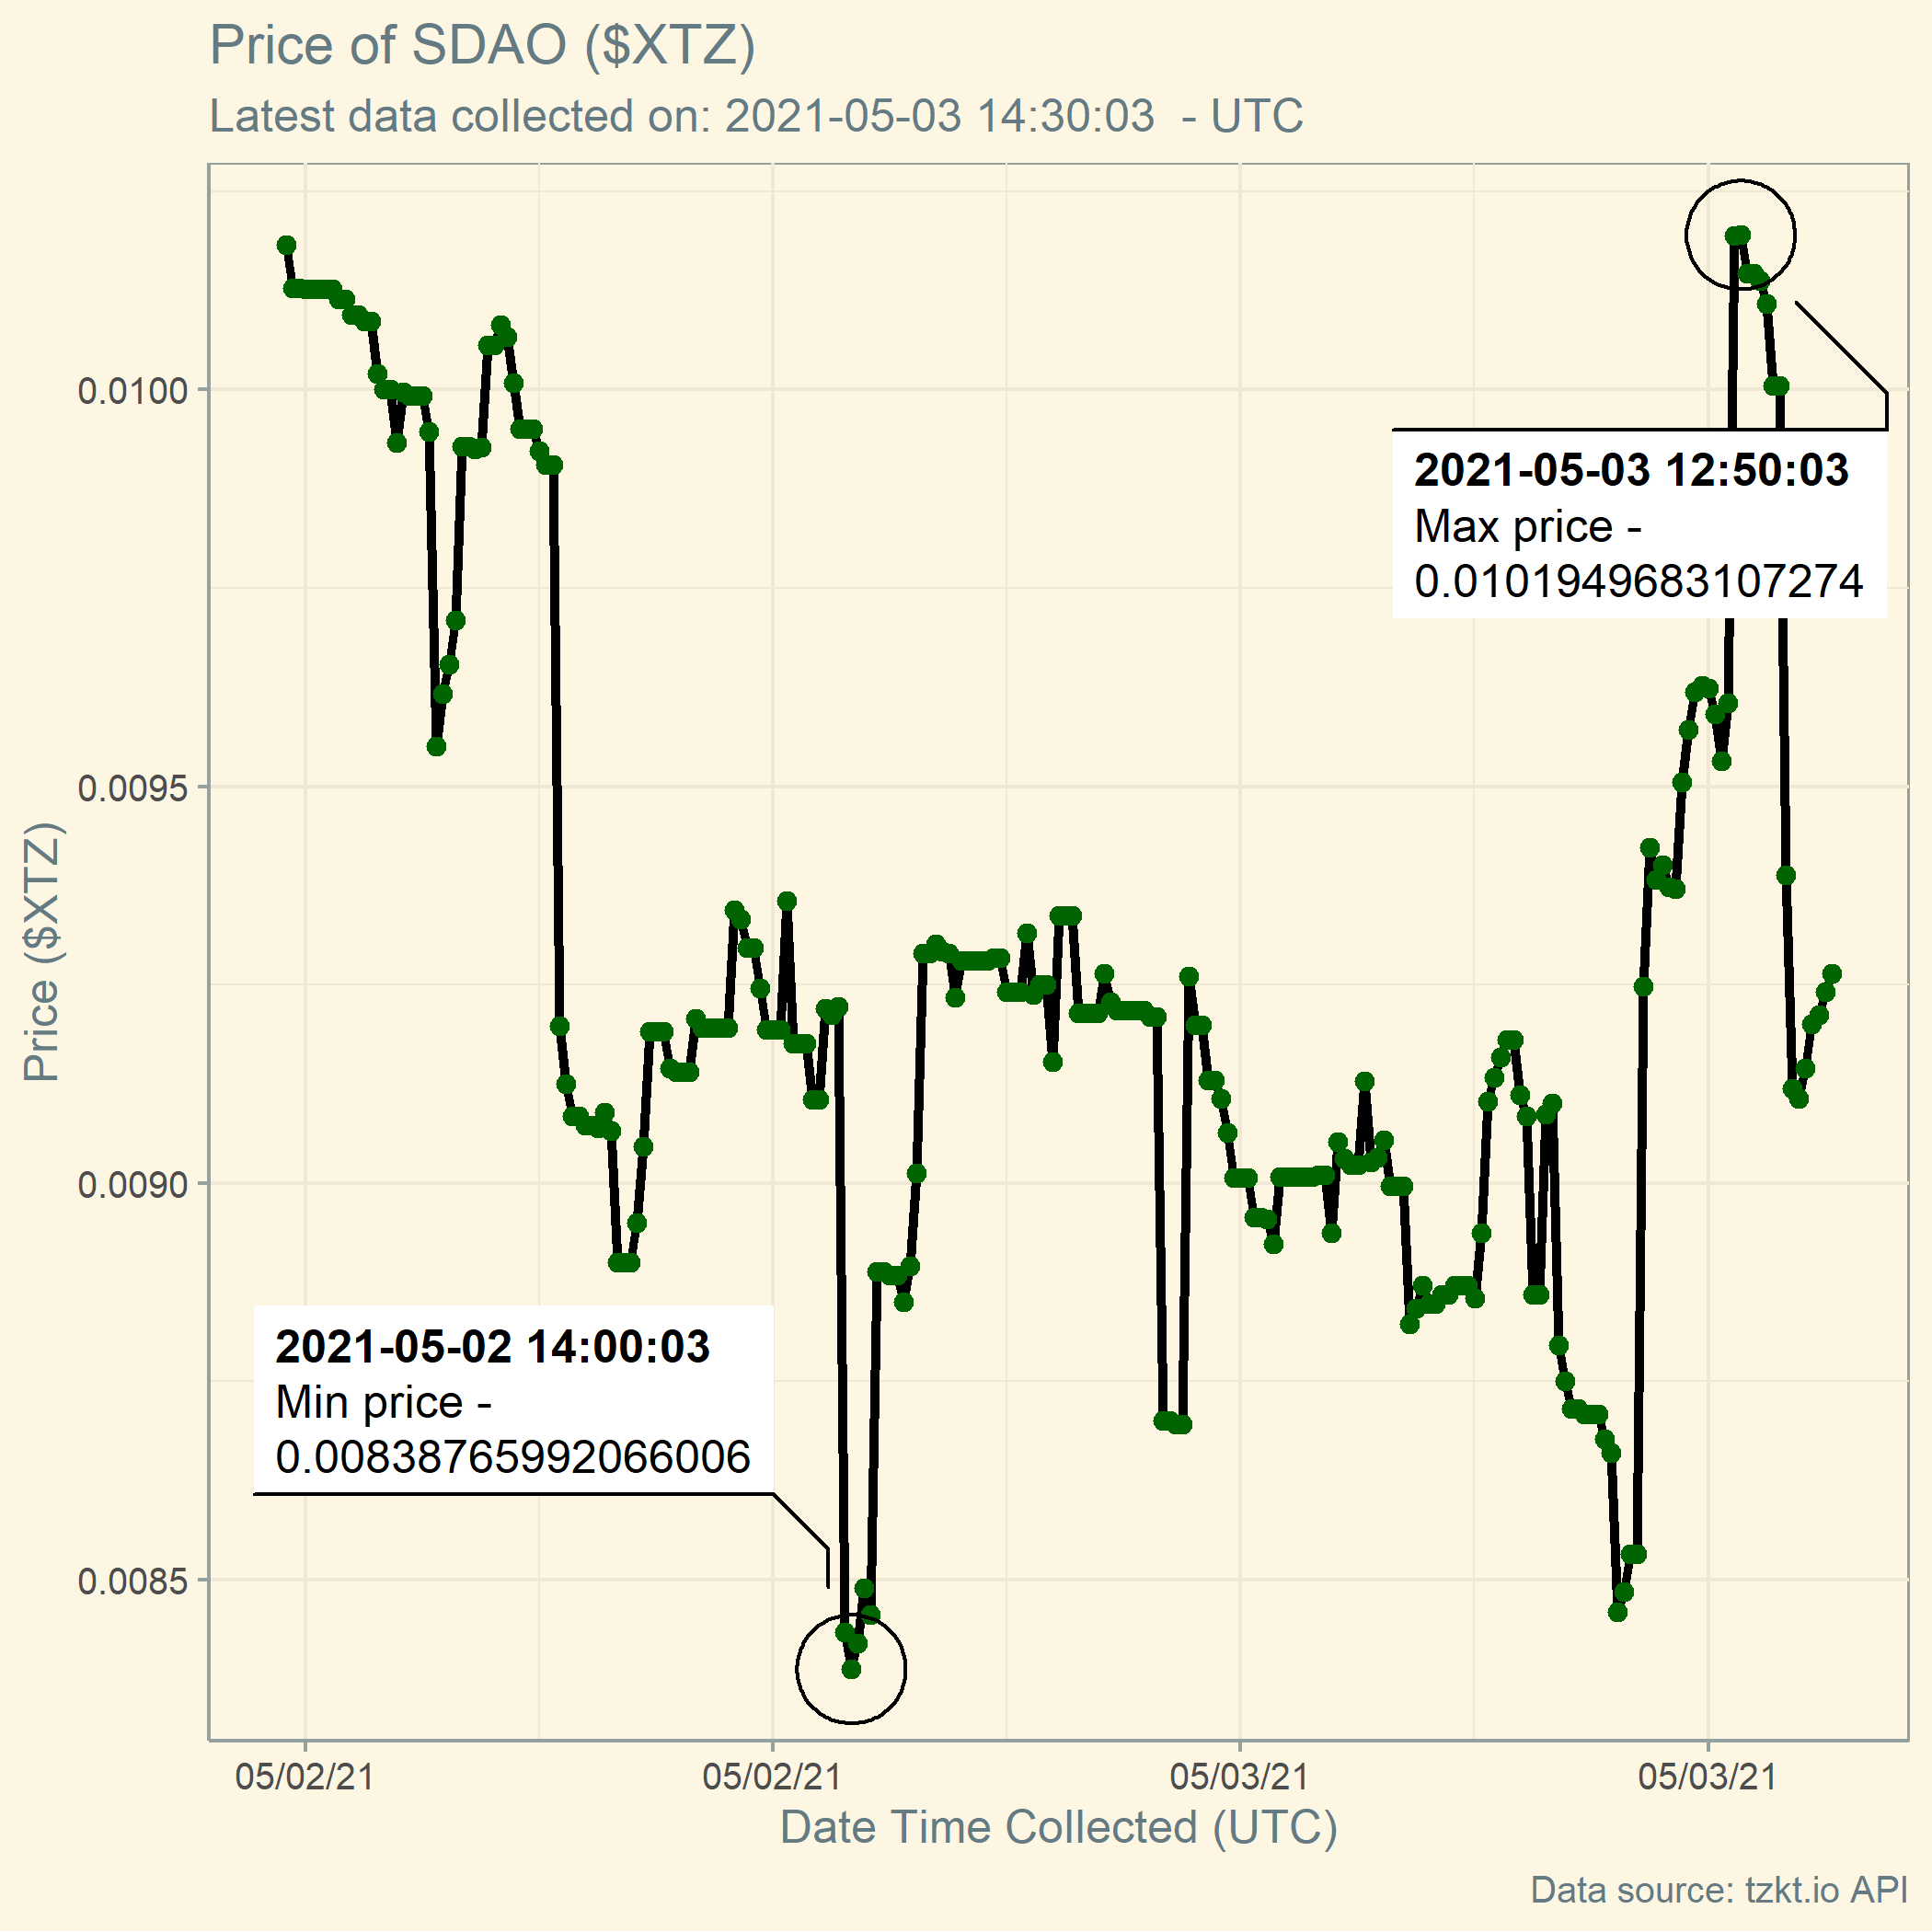 Price of SDAO ($XTZ)
Latest data collected on: 2021-05-03 14:30:03  - UTC
0.0100
0.0095
0.0090
0.0085
Price ($XTZ)
2021-05-03 12:50:03
Max price -
0.0101949683107274
2021-05-02 14:00:03
Min price -
0.00838765992066006
05/02/21
05/02/21
05/03/21
05/03/21
Date Time Collected (UTC)
Data source: tzkt.io API